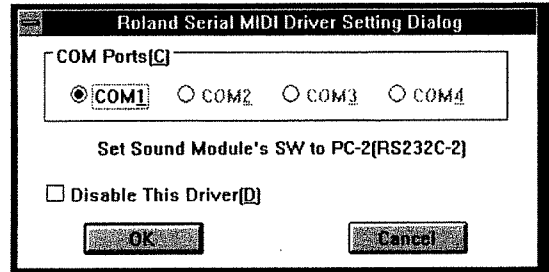 Roland Serial MIDI Driver Setting Dialog
COM Ports[C]
COM1 COM2 COM3 COM4
Set Sound Module's SW to PC-2(RS232C-2)
Disable This Driver[D]
OK Cancel